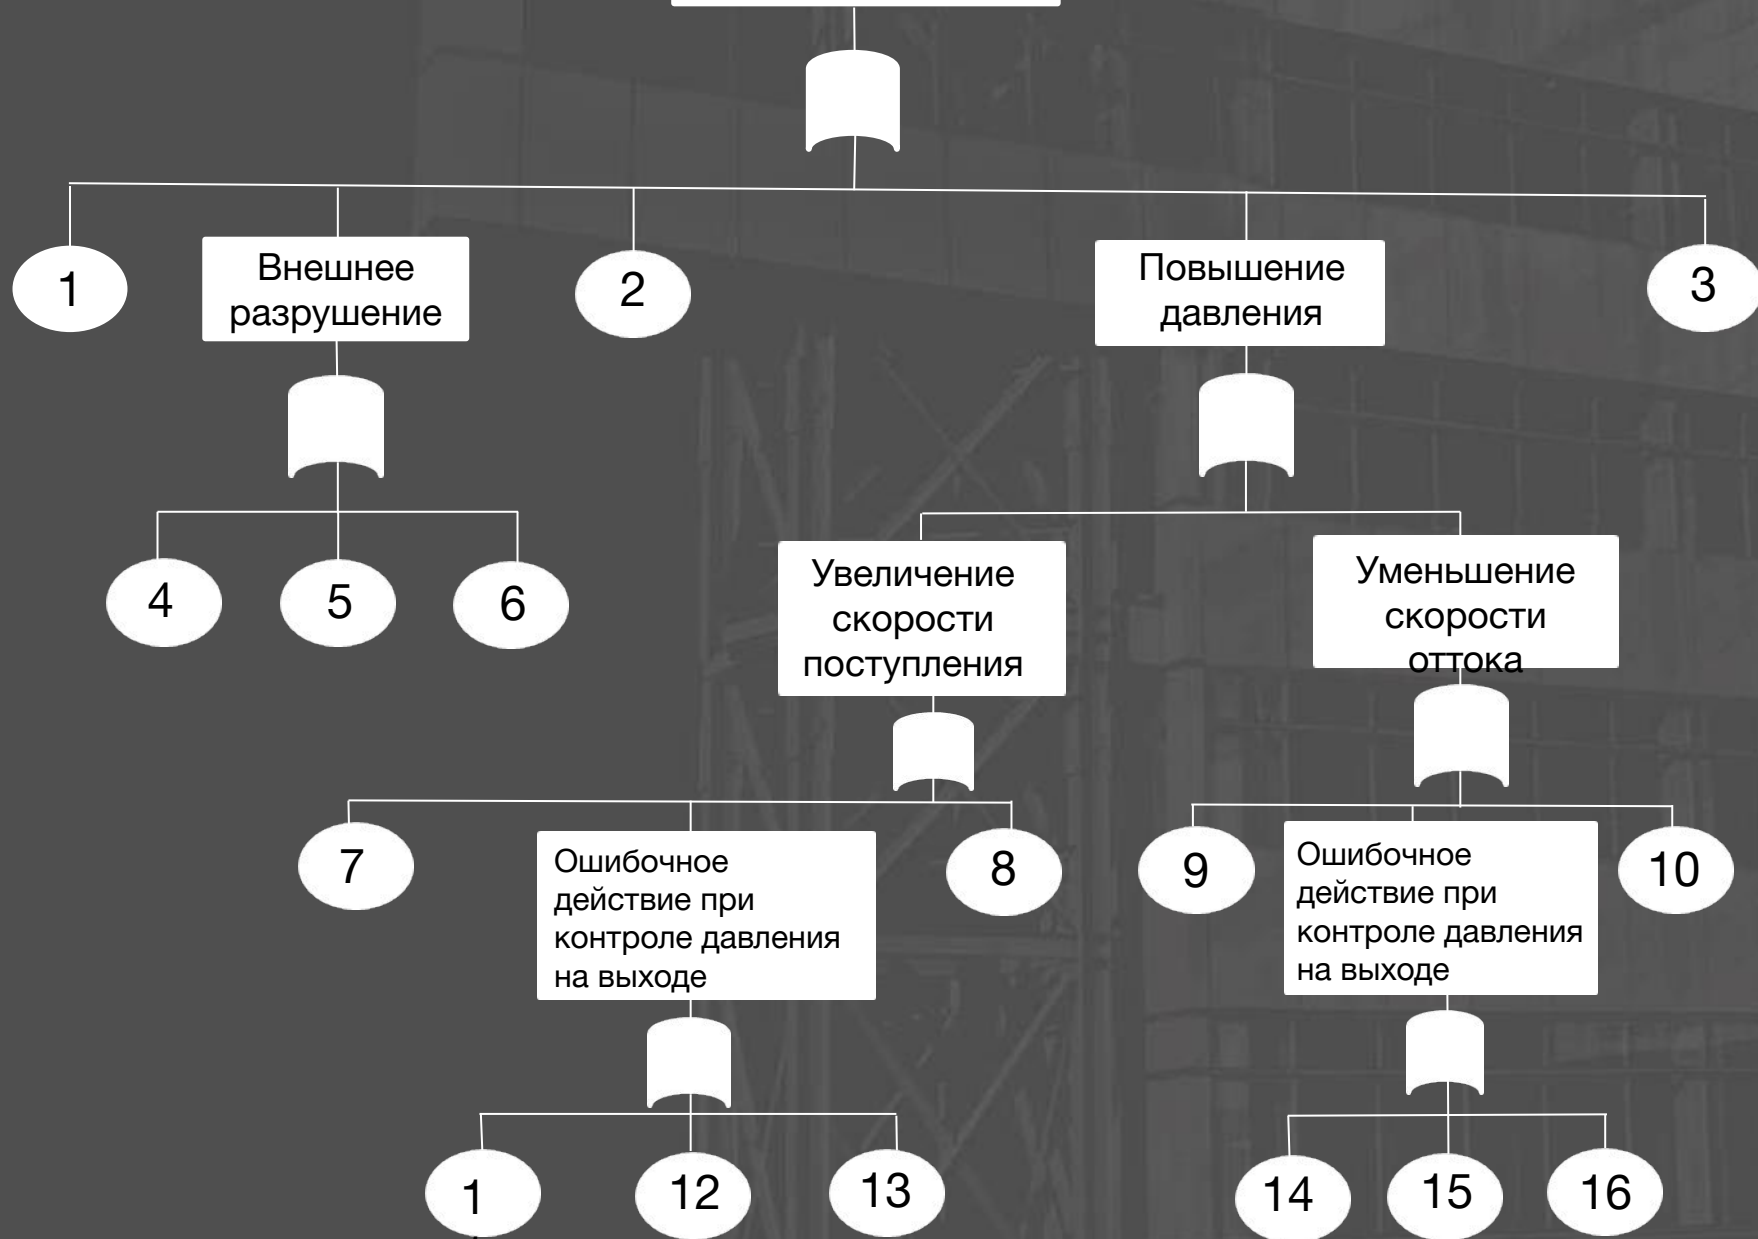 1
Внешнее
разрушение
2
Повышение
давления
3
4
5
6
Увеличение
скорости
поступления
Уменьшение
скорости
оттока
7
Ошибочное
действие при
контроле давления
на выходе
8
9
Ошибочное
действие при
контроле давления
на выходе
10
1
12
13
14
15
16